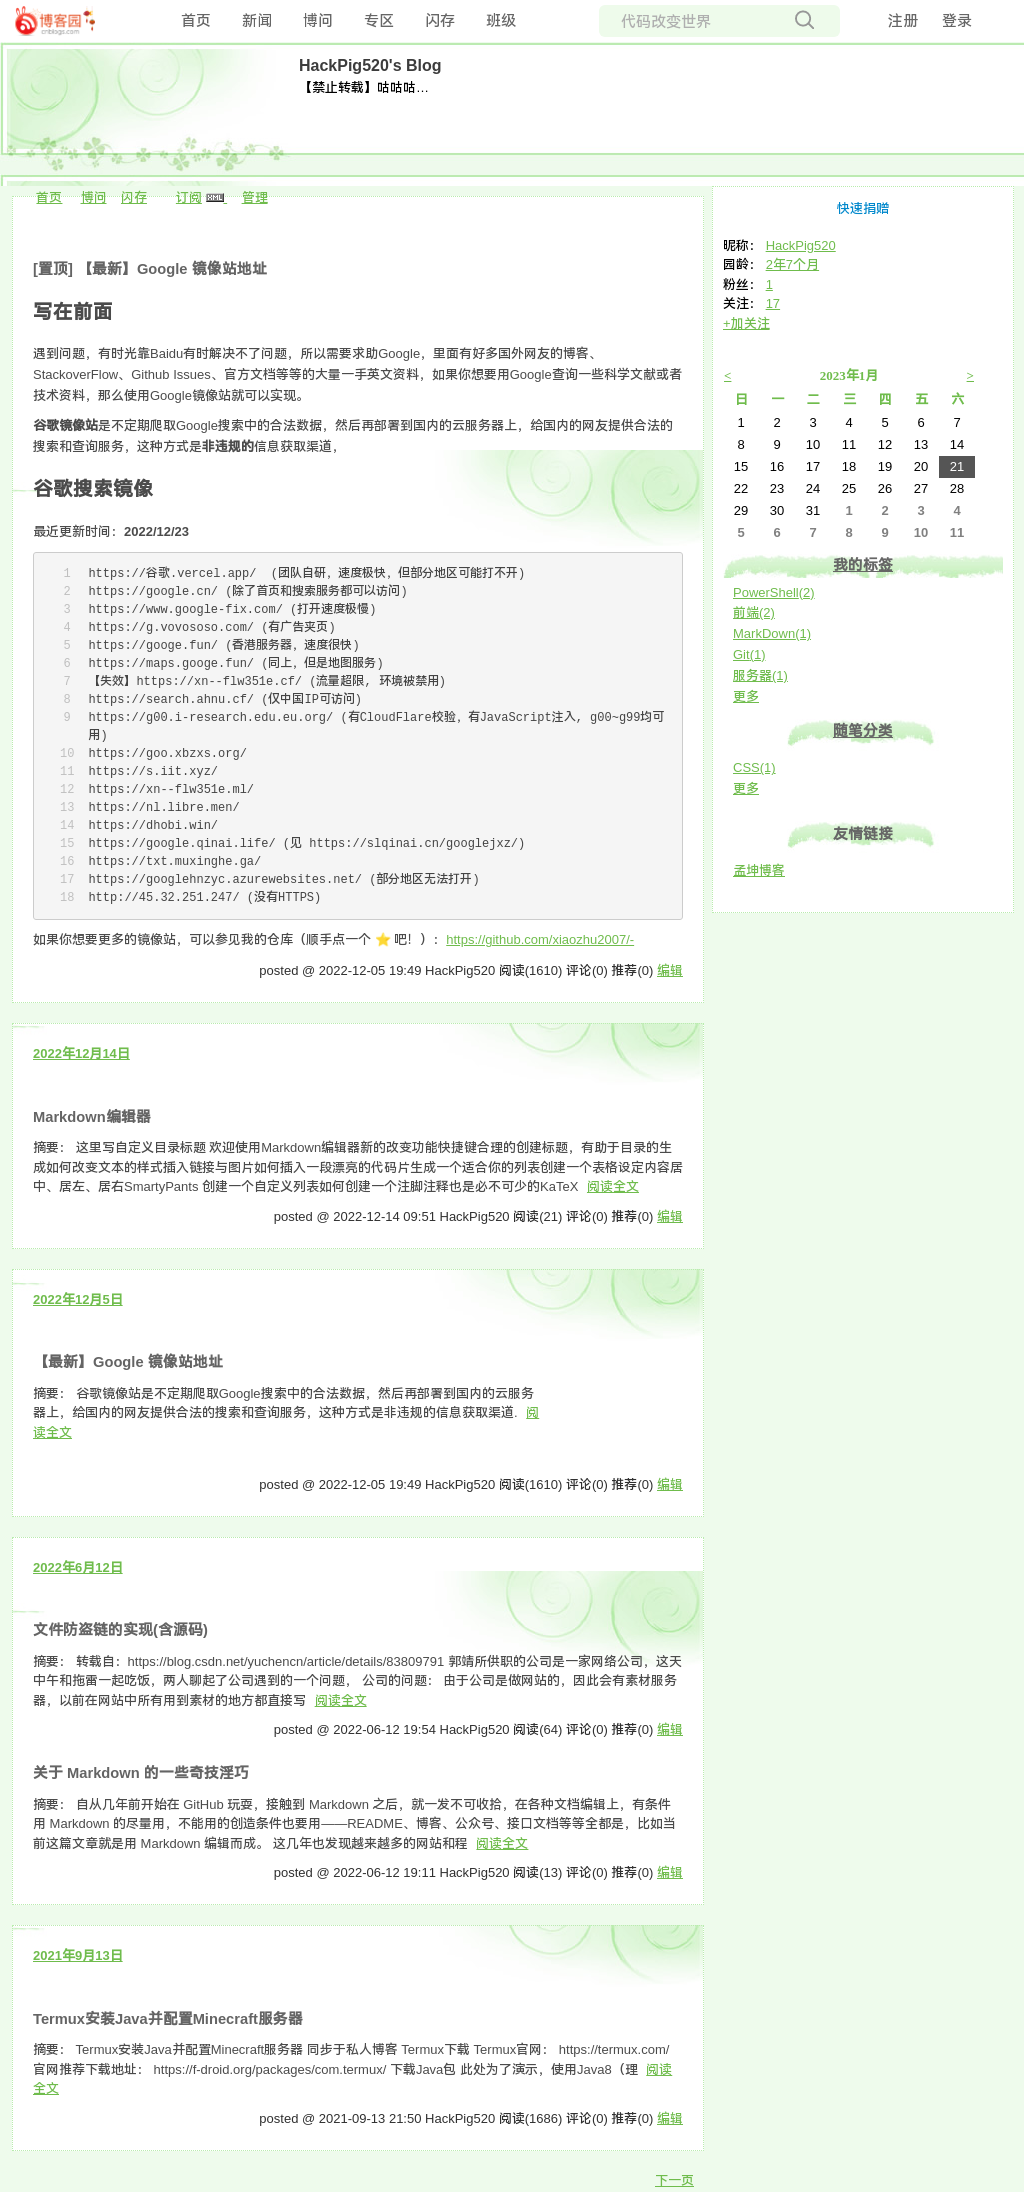 博客园
cnblogs.com
首页 新闻 博问 专区 闪存 班级 代码改变世界 注册 登录
HackPig520's Blog
【禁止转载】咕咕咕...
首页 博问 闪存 订阅 XML 管理
[置顶] 【最新】Google 镜像站地址
写在前面
遇到问题，有时光靠Baidu有时解决不了问题，所以需要求助Google，里面有好多国外网友的博客、
StackoverFlow、Github Issues、官方文档等等的大量一手英文资料，如果你想要用Google查询一些科学文献或者
技术资料，那么使用Google镜像站就可以实现。
谷歌镜像站是不定期爬取Google搜索中的合法数据，然后再部署到国内的云服务器上，给国内的网友提供合法的
搜索和查询服务，这种方式是非违规的信息获取渠道，
谷歌搜索镜像
最近更新时间：2022/12/23
1 https://谷歌.vercel.app/ (团队自研，速度极快，但部分地区可能打不开)
2 https://google.cn/ (除了首页和搜索服务都可以访问)
3 https://www.google-fix.com/ (打开速度极慢)
4 https://g.vovososo.com/ (有广告夹页)
5 https://googe.fun/ (香港服务器，速度很快)
6 https://maps.googe.fun/ (同上，但是地图服务)
7 【失效】https://xn--flw351e.cf/ (流量超限, 环境被禁用)
8 https://search.ahnu.cf/ (仅中国IP可访问)
9 https://g00.i-research.edu.eu.org/ (有CloudFlare校验，有JavaScript注入, g00~g99均可
用)
10 https://goo.xbzxs.org/
11 https://s.iit.xyz/
12 https://xn--flw351e.ml/
13 https://nl.libre.men/
14 https://dhobi.win/
15 https://google.qinai.life/ (见 https://slqinai.cn/googlejxz/)
16 https://txt.muxinghe.ga/
17 https://googlehnzyc.azurewebsites.net/ (部分地区无法打开)
18 http://45.32.251.247/ (没有HTTPS)
如果你想要更多的镜像站，可以参见我的仓库（顺手点一个 ⭐ 吧！）: https://github.com/xiaozhu2007/-
posted @ 2022-12-05 19:49 HackPig520 阅读(1610) 评论(0) 推荐(0) 编辑
2022年12月14日
Markdown编辑器
摘要： 这里写自定义目录标题 欢迎使用Markdown编辑器新的改变功能快捷键合理的创建标题，有助于目录的生
成如何改变文本的样式插入链接与图片如何插入一段漂亮的代码片生成一个适合你的列表创建一个表格设定内容居
中、居左、居右SmartyPants 创建一个自定义列表如何创建一个注脚注释也是必不可少的KaTeX 阅读全文
posted @ 2022-12-14 09:51 HackPig520 阅读(21) 评论(0) 推荐(0) 编辑
2022年12月5日
【最新】Google 镜像站地址
摘要： 谷歌镜像站是不定期爬取Google搜索中的合法数据，然后再部署到国内的云服务
器上，给国内的网友提供合法的搜索和查询服务，这种方式是非违规的信息获取渠道. 阅
读全文
posted @ 2022-12-05 19:49 HackPig520 阅读(1610) 评论(0) 推荐(0) 编辑
2022年6月12日
文件防盗链的实现(含源码)
摘要： 转载自：https://blog.csdn.net/yuchencn/article/details/83809791 郭靖所供职的公司是一家网络公司，这天
中午和拖雷一起吃饭，两人聊起了公司遇到的一个问题， 公司的问题： 由于公司是做网站的，因此会有素材服务
器，以前在网站中所有用到素材的地方都直接写 阅读全文
posted @ 2022-06-12 19:54 HackPig520 阅读(64) 评论(0) 推荐(0) 编辑
关于 Markdown 的一些奇技淫巧
摘要： 自从几年前开始在 GitHub 玩耍，接触到 Markdown 之后，就一发不可收拾，在各种文档编辑上，有条件
用 Markdown 的尽量用，不能用的创造条件也要用——README、博客、公众号、接口文档等等全都是，比如当
前这篇文章就是用 Markdown 编辑而成。 这几年也发现越来越多的网站和程 阅读全文
posted @ 2022-06-12 19:11 HackPig520 阅读(13) 评论(0) 推荐(0) 编辑
2021年9月13日
Termux安装Java并配置Minecraft服务器
摘要： Termux安装Java并配置Minecraft服务器 同步于私人博客 Termux下载 Termux官网： https://termux.com/
官网推荐下载地址： https://f-droid.org/packages/com.termux/ 下载Java包 此处为了演示，使用Java8（理 阅读
全文
posted @ 2021-09-13 21:50 HackPig520 阅读(1686) 评论(0) 推荐(0) 编辑
下一页
快速捐赠
昵称： HackPig520
园龄： 2年7个月
粉丝： 1
关注： 17
+加关注
< 2023年1月 >
日 一 二 三 四 五 六
1 2 3 4 5 6 7
8 9 10 11 12 13 14
15 16 17 18 19 20 21
22 23 24 25 26 27 28
29 30 31 1 2 3 4
5 6 7 8 9 10 11
我的标签
PowerShell(2)
前端(2)
MarkDown(1)
Git(1)
服务器(1)
更多
随笔分类
CSS(1)
更多
友情链接
孟坤博客